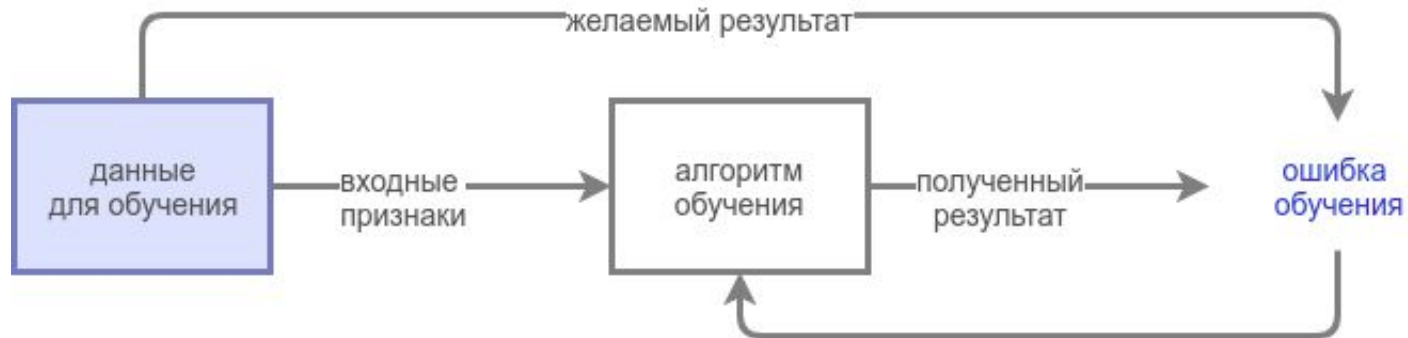 желаемый результат
данные
для обучения
входные
признаки
алгоритм
обучения
полученный
результат
ошибка
обучения